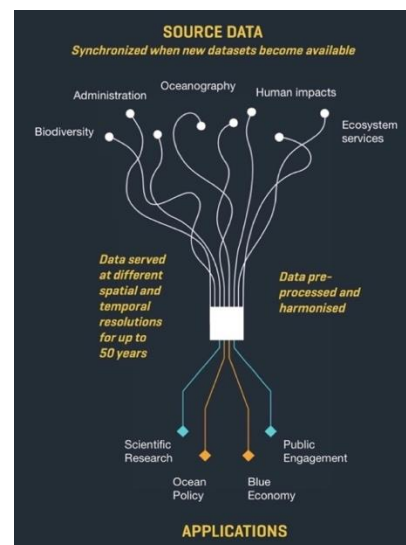 SOURCE DATA
Synchronized when new datasets become available
Oceanography
Administration
Human impacts
Biodiversity
Ecosystem
services
Data served
at different
spatial and
temporal
resolutions
for up to
50 years
Data pre-
processed and
harmonised
Scientific
Research
Public
Engagement
Ocean
Policy
Blue
Economy
APPLICATIONS